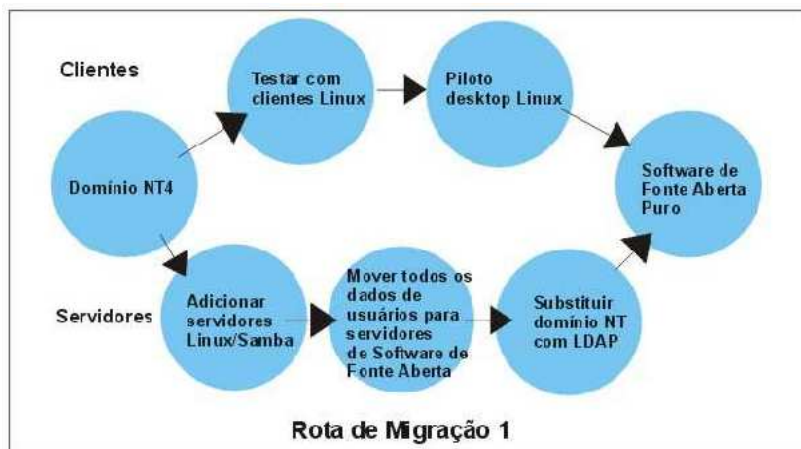 Clientes
Testar com
clientes Linux
Piloto
desktop Linux
Domínio NT4
Software de
Fonte Aberta
Puro
Servidores
Adicionar
servidores
Linux/Samba
Mover todos os
dados de
usuários para
servidores
de Software de
Fonte Aberta
Substituir
domínio NT
com LDAP
Rota de Migração 1